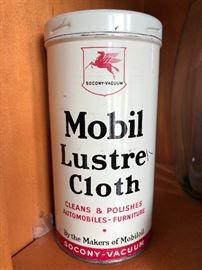 SOCONY-VACUUM
Mobil
Lustre
Cloth
CLEANS & POLISHES
AUTOMOBILES - FURNITURE
By the Makers of Mobiloil
SOCONY-VACUUM